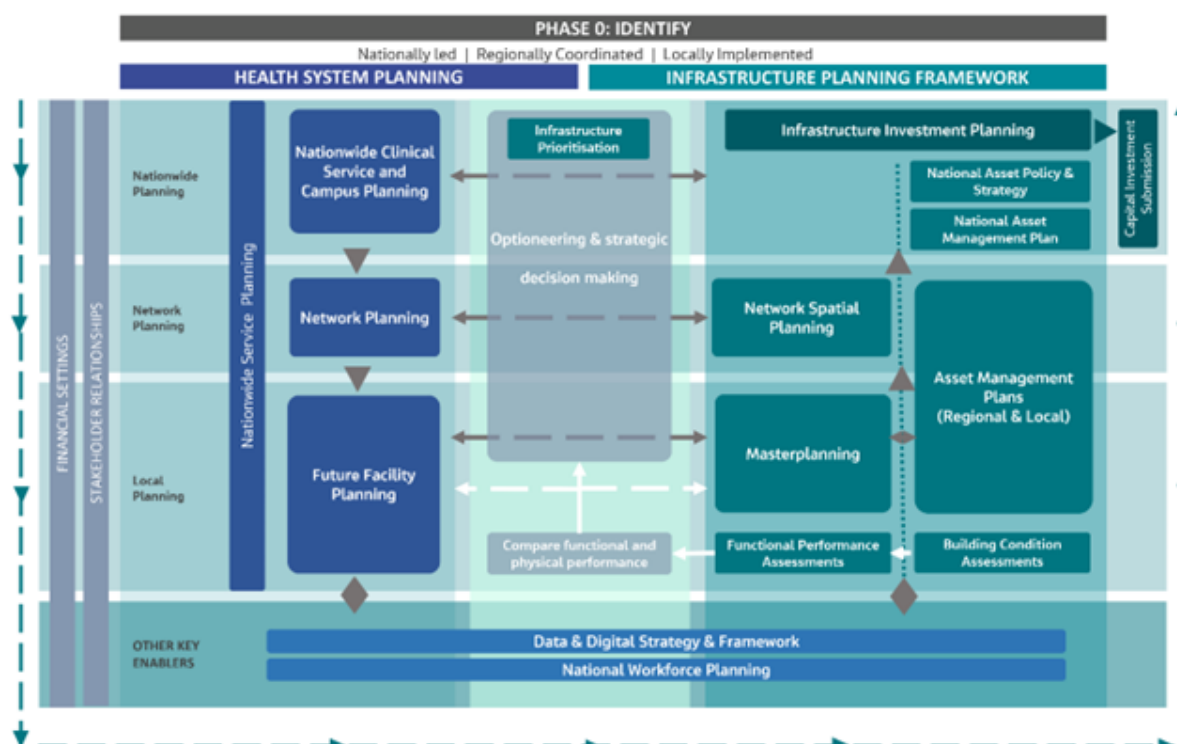 PHASE 0: IDENTIFY
Nationally led | Regionally Coordinated | Locally Implemented
HEALTH SYSTEM PLANNING
INFRASTRUCTURE PLANNING FRAMEWORK
FINANCIAL SETTINGS
STAKEHOLDER RELATIONSHIPS
Nationwide
Planning
Nationwide Service Planning
Nationwide Clinical
Service and
Campus Planning
Infrastructure
Prioritisation
Optioneering & strategic
decision making
Infrastructure Investment Planning
National Asset Policy &
Strategy
National Asset
Management Plan
Capital Investment
Submission
Network
Planning
Network Planning
Network Spatial
Planning
Asset Management
Plans
(Regional & Local)
Local
Planning
Future Facility
Planning
Masterplanning
Compare functional and
physical performance
Functional Performance
Assessments
Building Condition
Assessments
OTHER KEY
ENABLERS
Data & Digital Strategy & Framework
National Workforce Planning